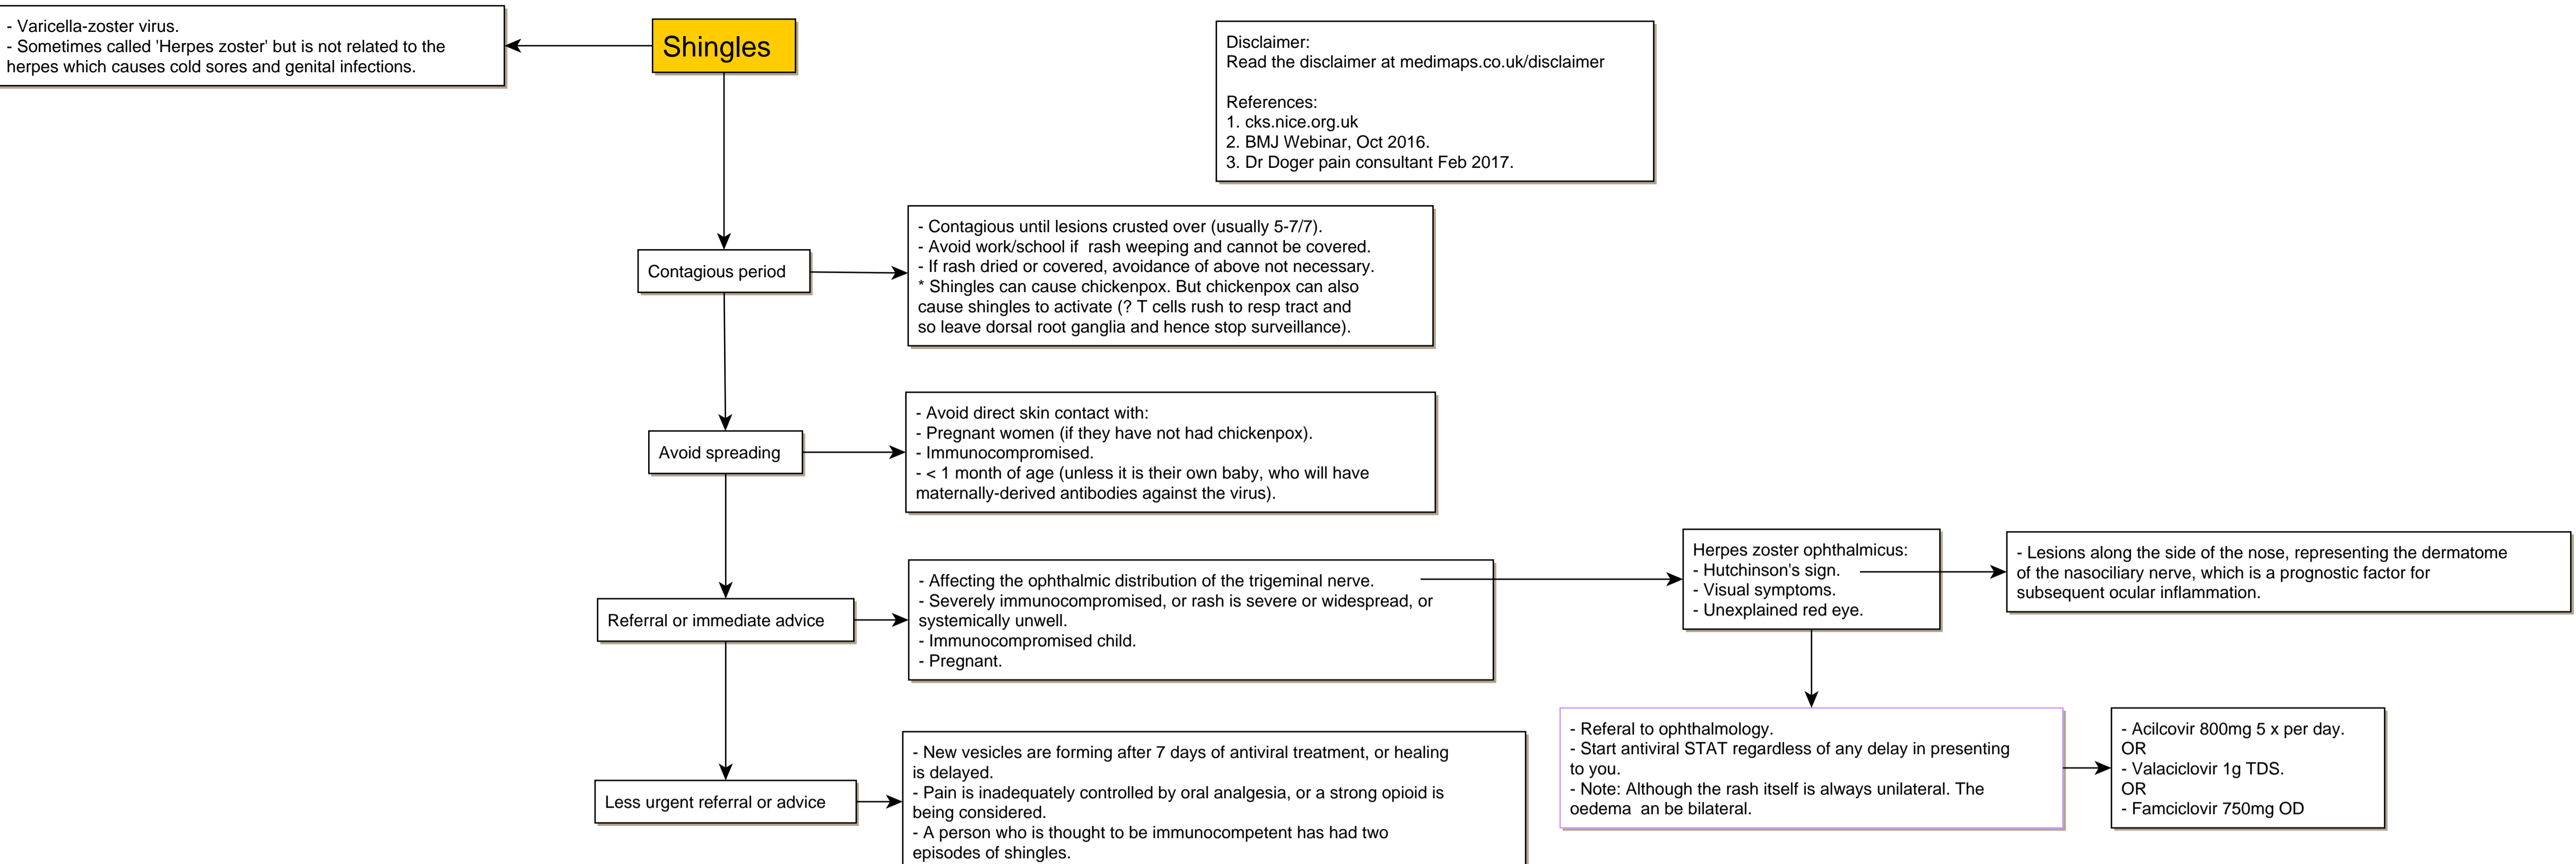 - Varicella-zoster virus.
- Sometimes called 'Herpes zoster' but is not related to the
herpes which causes cold sores and genital infections.
Shingles
Disclaimer:
Read the disclaimer at medimaps.co.uk/disclaimer
References:
1. cks.nice.org.uk
2. BMJ Webinar, Oct 2016.
3. Dr Doger pain consultant Feb 2017.
Contagious period
- Contagious until lesions crusted over (usually 5-7/7).
- Avoid work/school if  rash weeping and cannot be covered.
- If rash dried or covered, avoidance of above not necessary.
* Shingles can cause chickenpox. But chickenpox can also
cause shingles to activate (? T cells rush to resp tract and
so leave dorsal root ganglia and hence stop surveillance).
Avoid spreading
- Avoid direct skin contact with:
- Pregnant women (if they have not had chickenpox).
- Immunocompromised.
- < 1 month of age (unless it is their own baby, who will have
maternally-derived antibodies against the virus).
Referral or immediate advice
- Affecting the ophthalmic distribution of the trigeminal nerve.
- Severely immunocompromised, or rash is severe or widespread, or
systemically unwell.
- Immunocompromised child.
- Pregnant.
Herpes zoster ophthalmicus:
- Hutchinson's sign.
- Visual symptoms.
- Unexplained red eye.
- Lesions along the side of the nose, representing the dermatome
of the nasociliary nerve, which is a prognostic factor for
subsequent ocular inflammation.
- Referal to ophthalmology.
- Start antiviral STAT regardless of any delay in presenting
to you.
- Note: Although the rash itself is always unilateral. The
oedema  an be bilateral.
- Acilcovir 800mg 5 x per day.
OR
- Valaciclovir 1g TDS.
OR
- Famciclovir 750mg OD
Less urgent referral or advice
- New vesicles are forming after 7 days of antiviral treatment, or healing
is delayed.
- Pain is inadequately controlled by oral analgesia, or a strong opioid is
being considered.
- A person who is thought to be immunocompetent has had two
episodes of shingles.